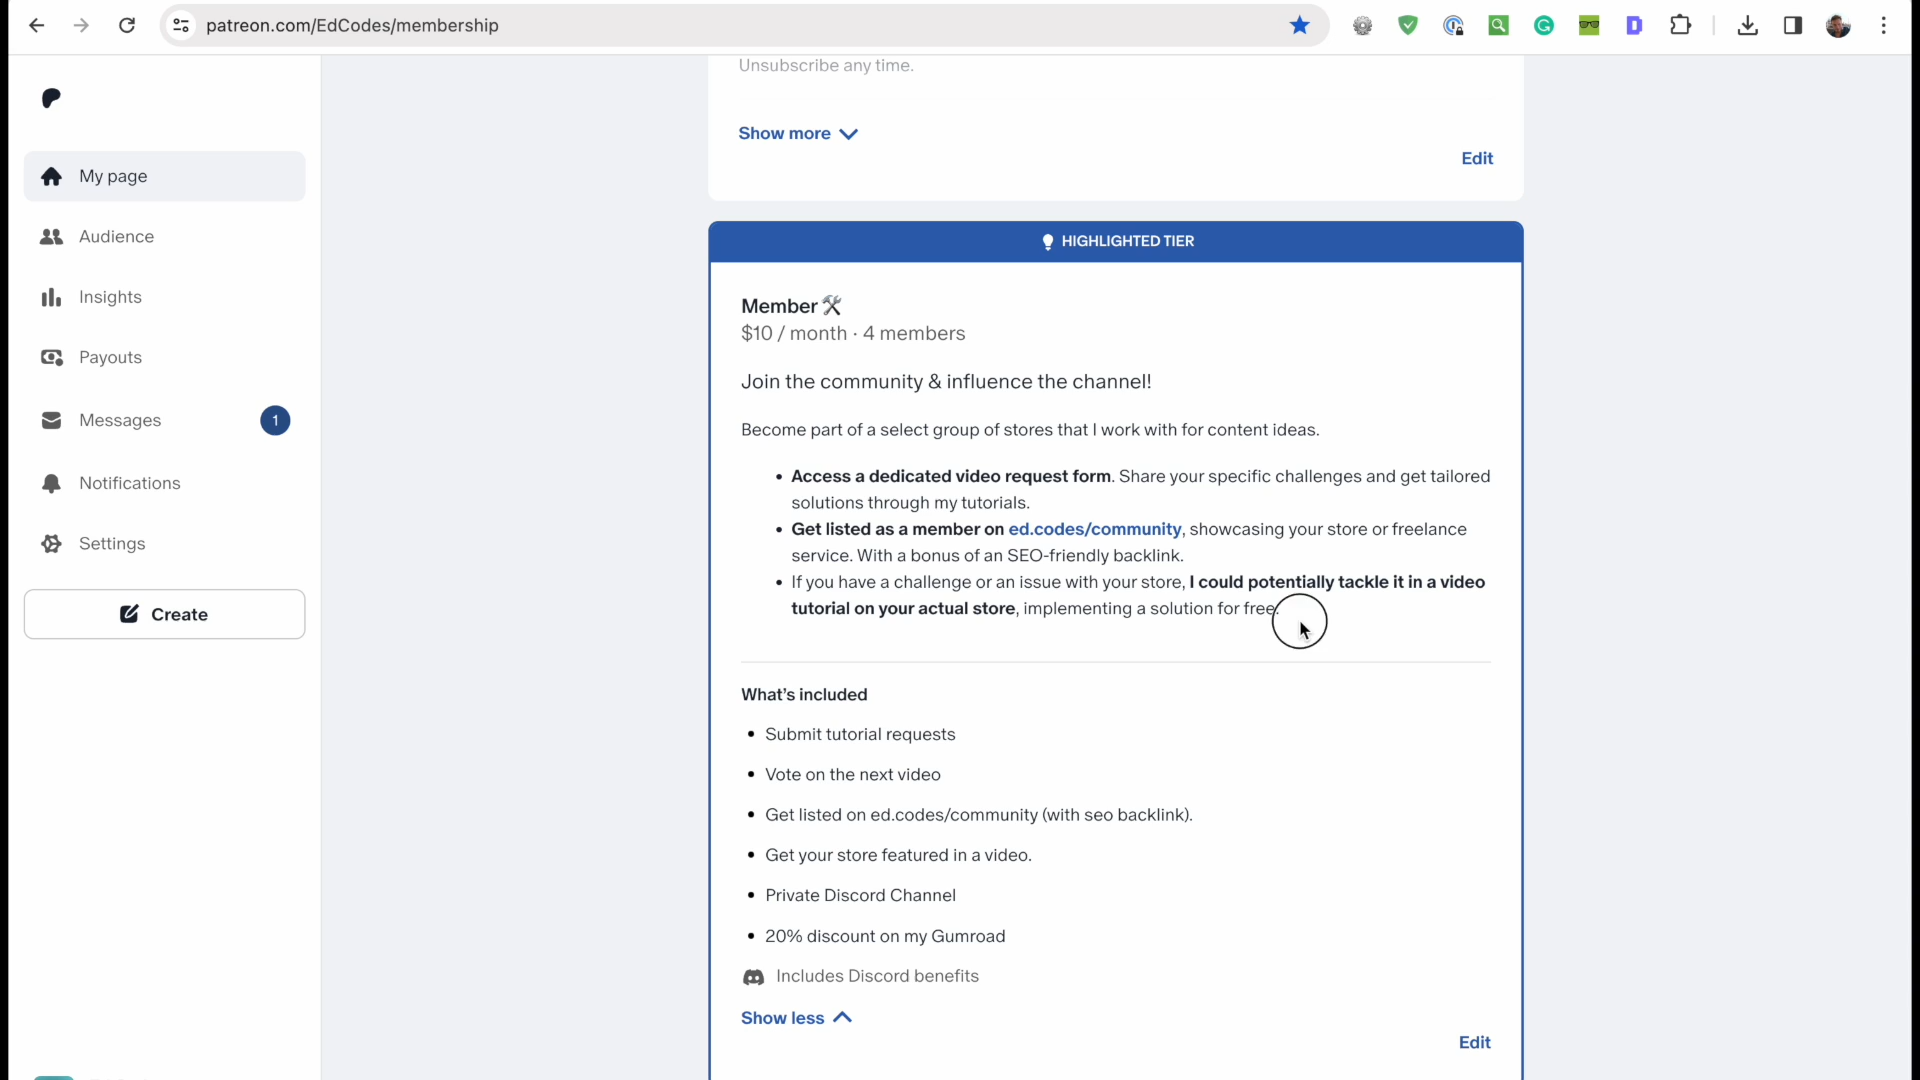 patreon.com/EdCodes/membership
Unsubscribe any time.
Show more
Edit
My page
Audience
Insights
Payouts
Messages
1
Notifications
Settings
Create
HIGHLIGHTED TIER
Member
$10 / month · 4 members
Join the community & influence the channel!
Become part of a select group of stores that I work with for content ideas.
• Access a dedicated video request form. Share your specific challenges and get tailored
solutions through my tutorials.
• Get listed as a member on ed.codes/community, showcasing your store or freelance
service. With a bonus of an SEO-friendly backlink.
• If you have a challenge or an issue with your store, I could potentially tackle it in a video
tutorial on your actual store, implementing a solution for free.
What's included
• Submit tutorial requests
• Vote on the next video
• Get listed on ed.codes/community (with seo backlink).
• Get your store featured in a video.
• Private Discord Channel
• 20% discount on my Gumroad
Includes Discord benefits
Show less
Edit